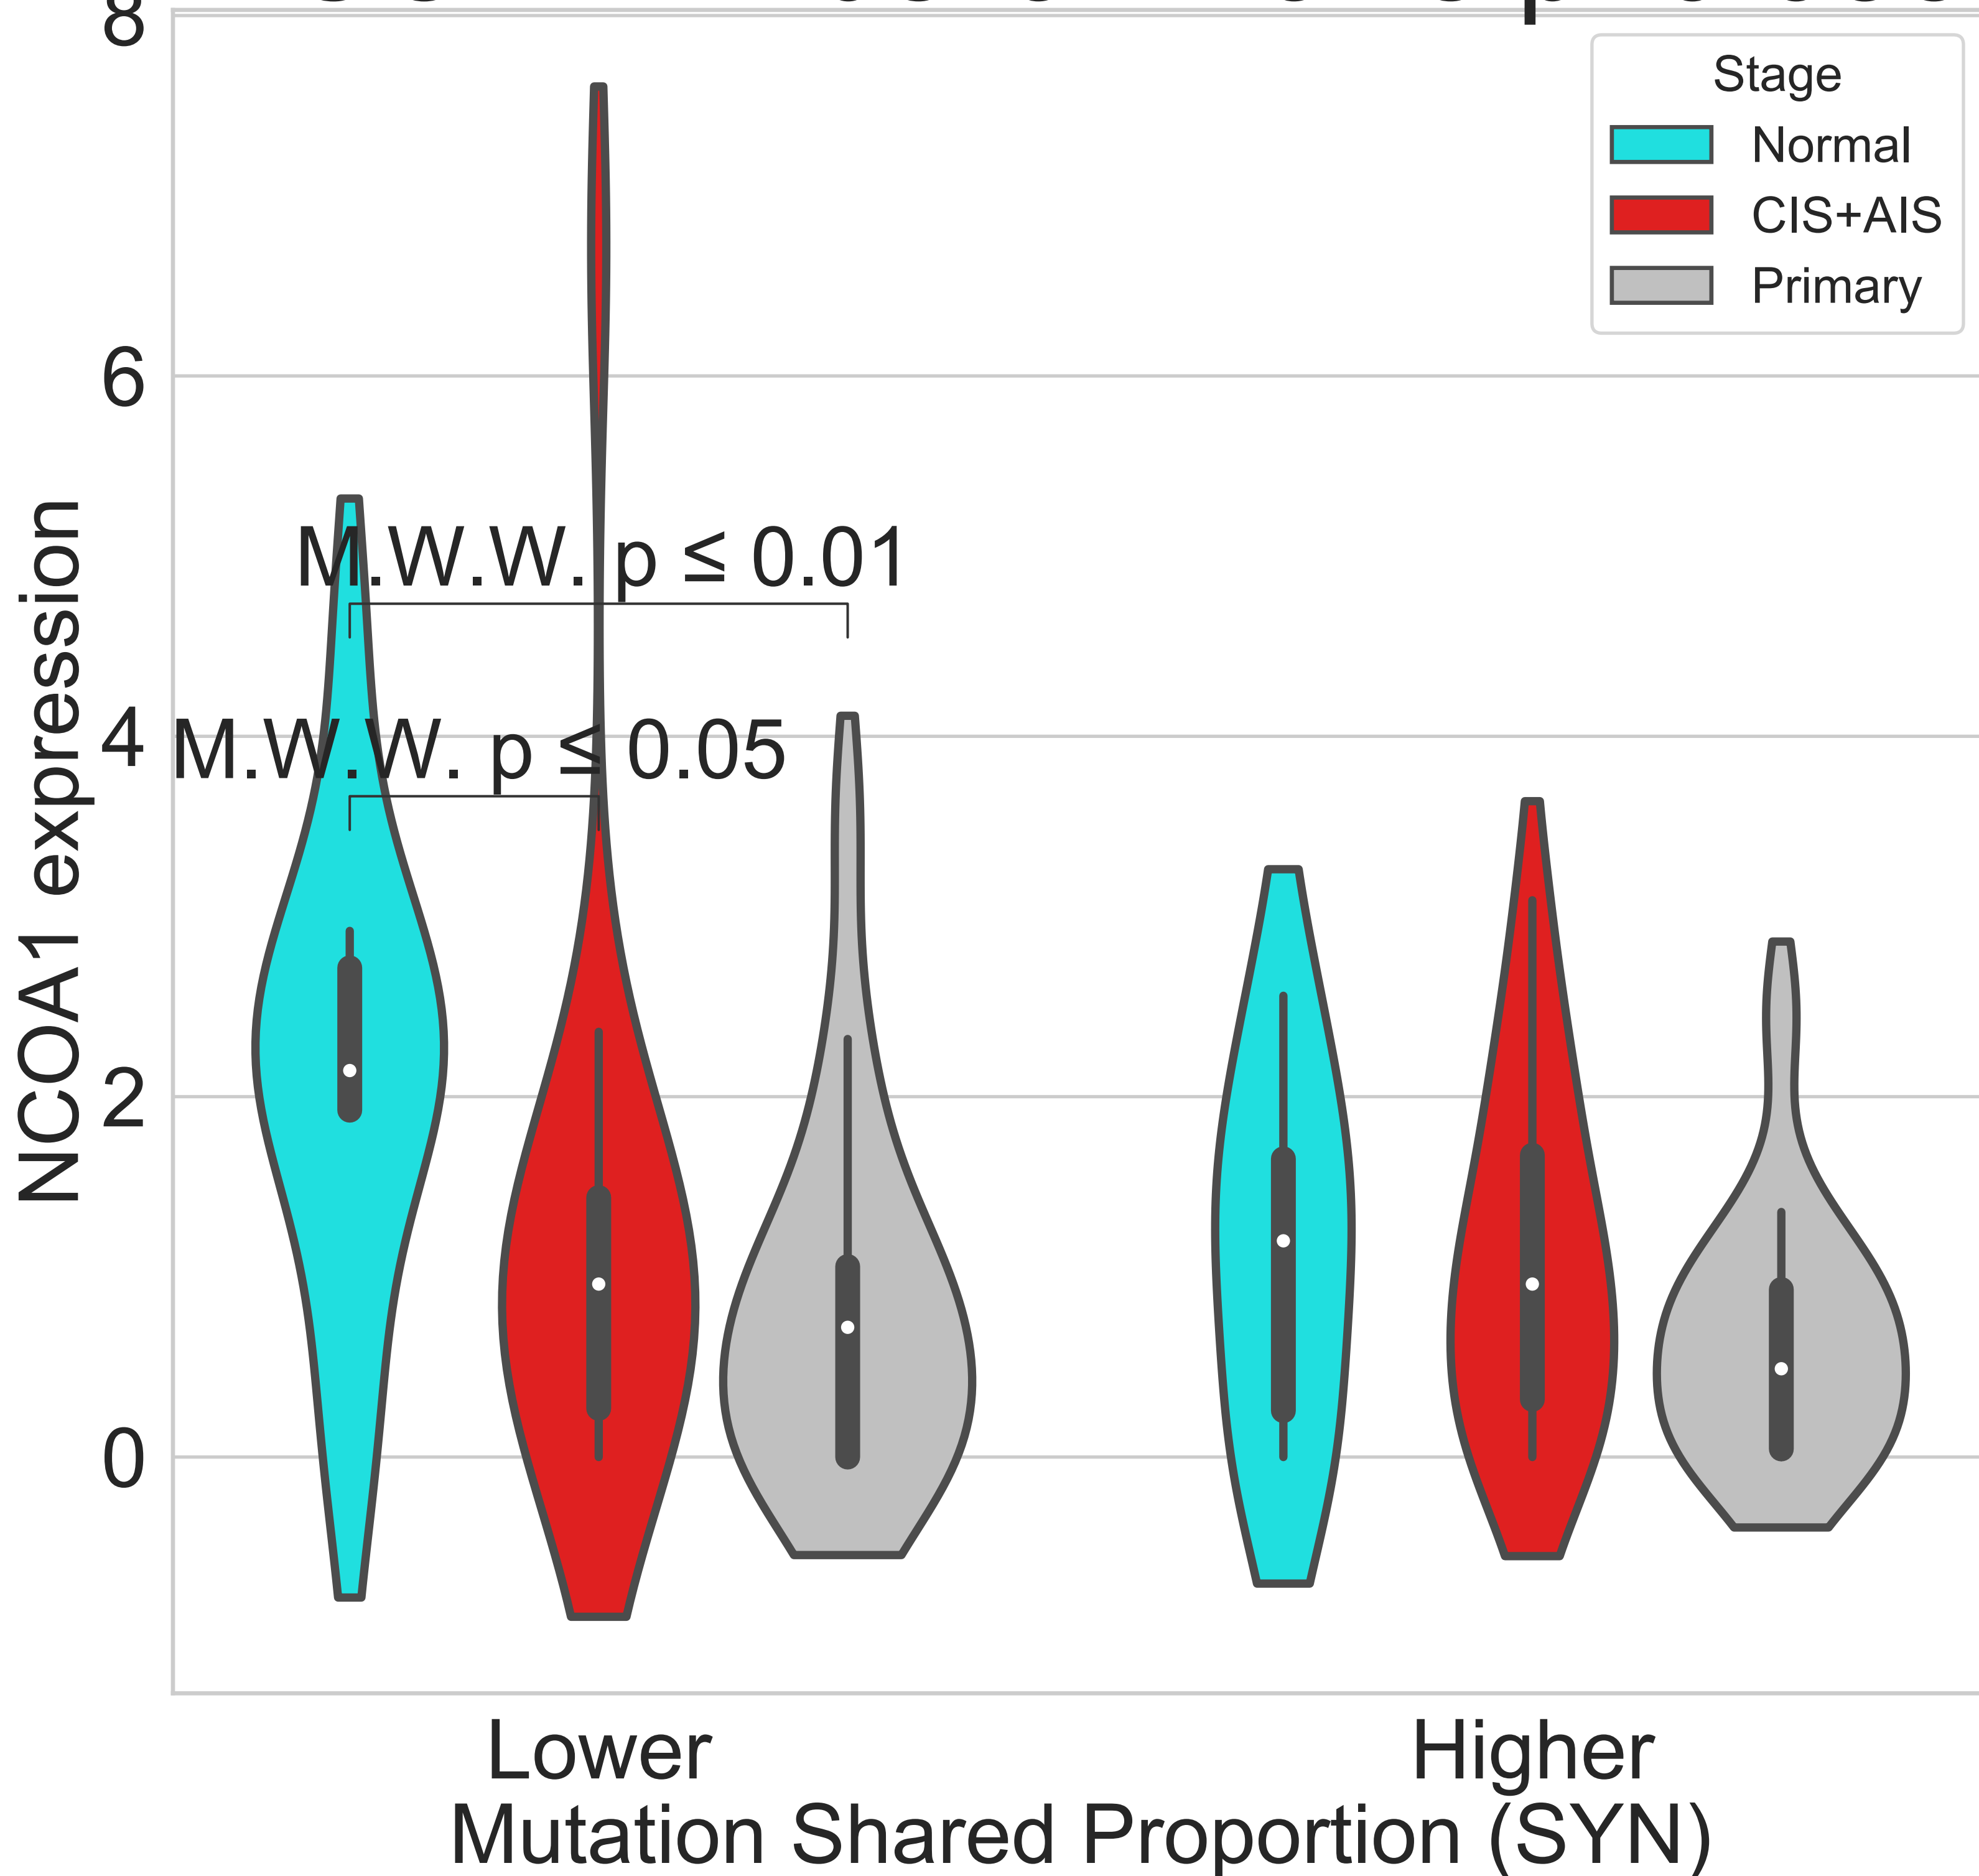 8
6
4
2
0
NCOA1 expression
Stage
Normal
CIS+AIS
Primary
M.W.W. p ≤ 0.01
M.W.W. p ≤ 0.05
Lower
Higher
Mutation Shared Proportion (SYN)